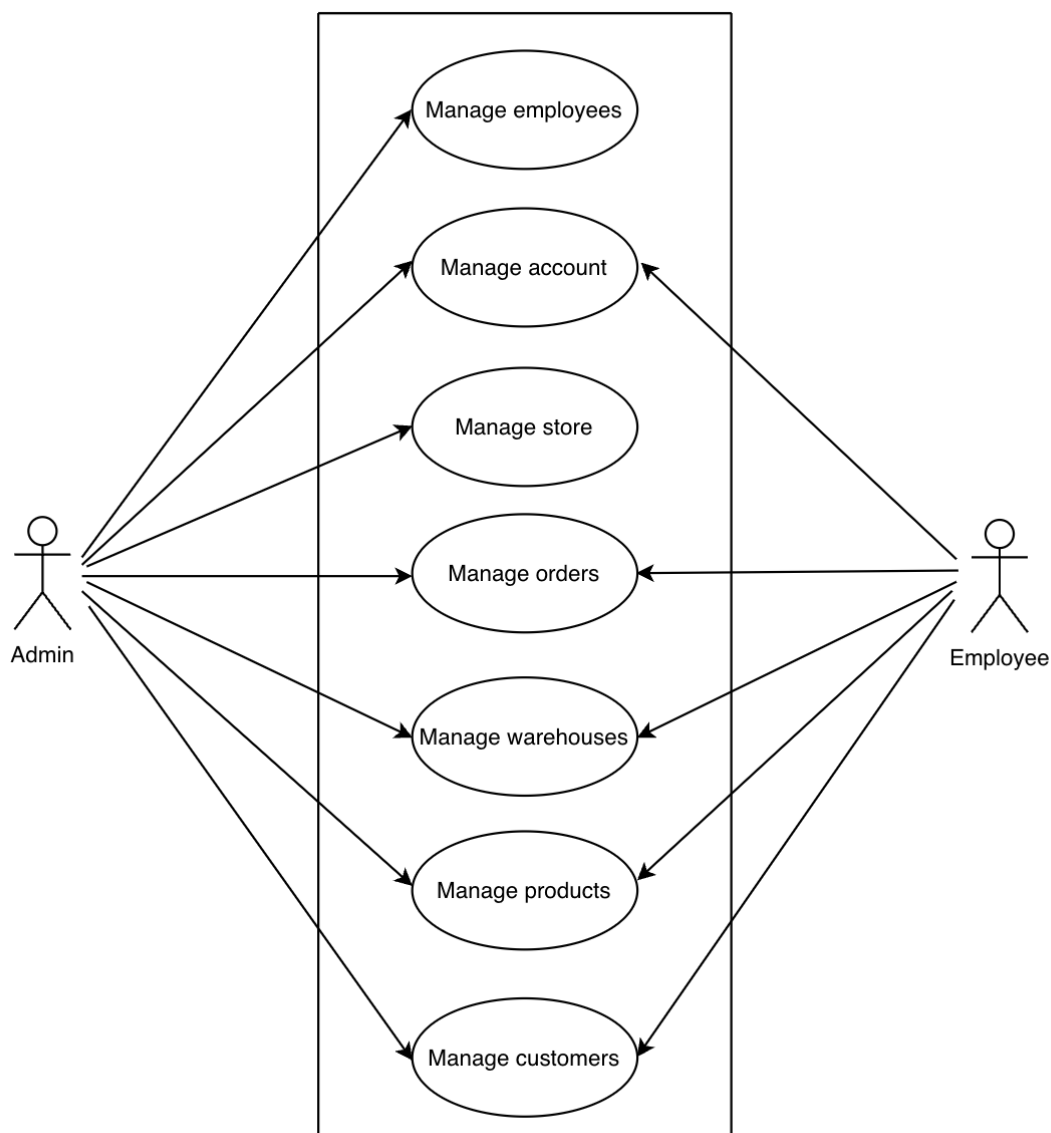 Manage employees
Manage account
Manage store
Manage orders
Admin
Employee
Manage warehouses
Manage products
Manage customers